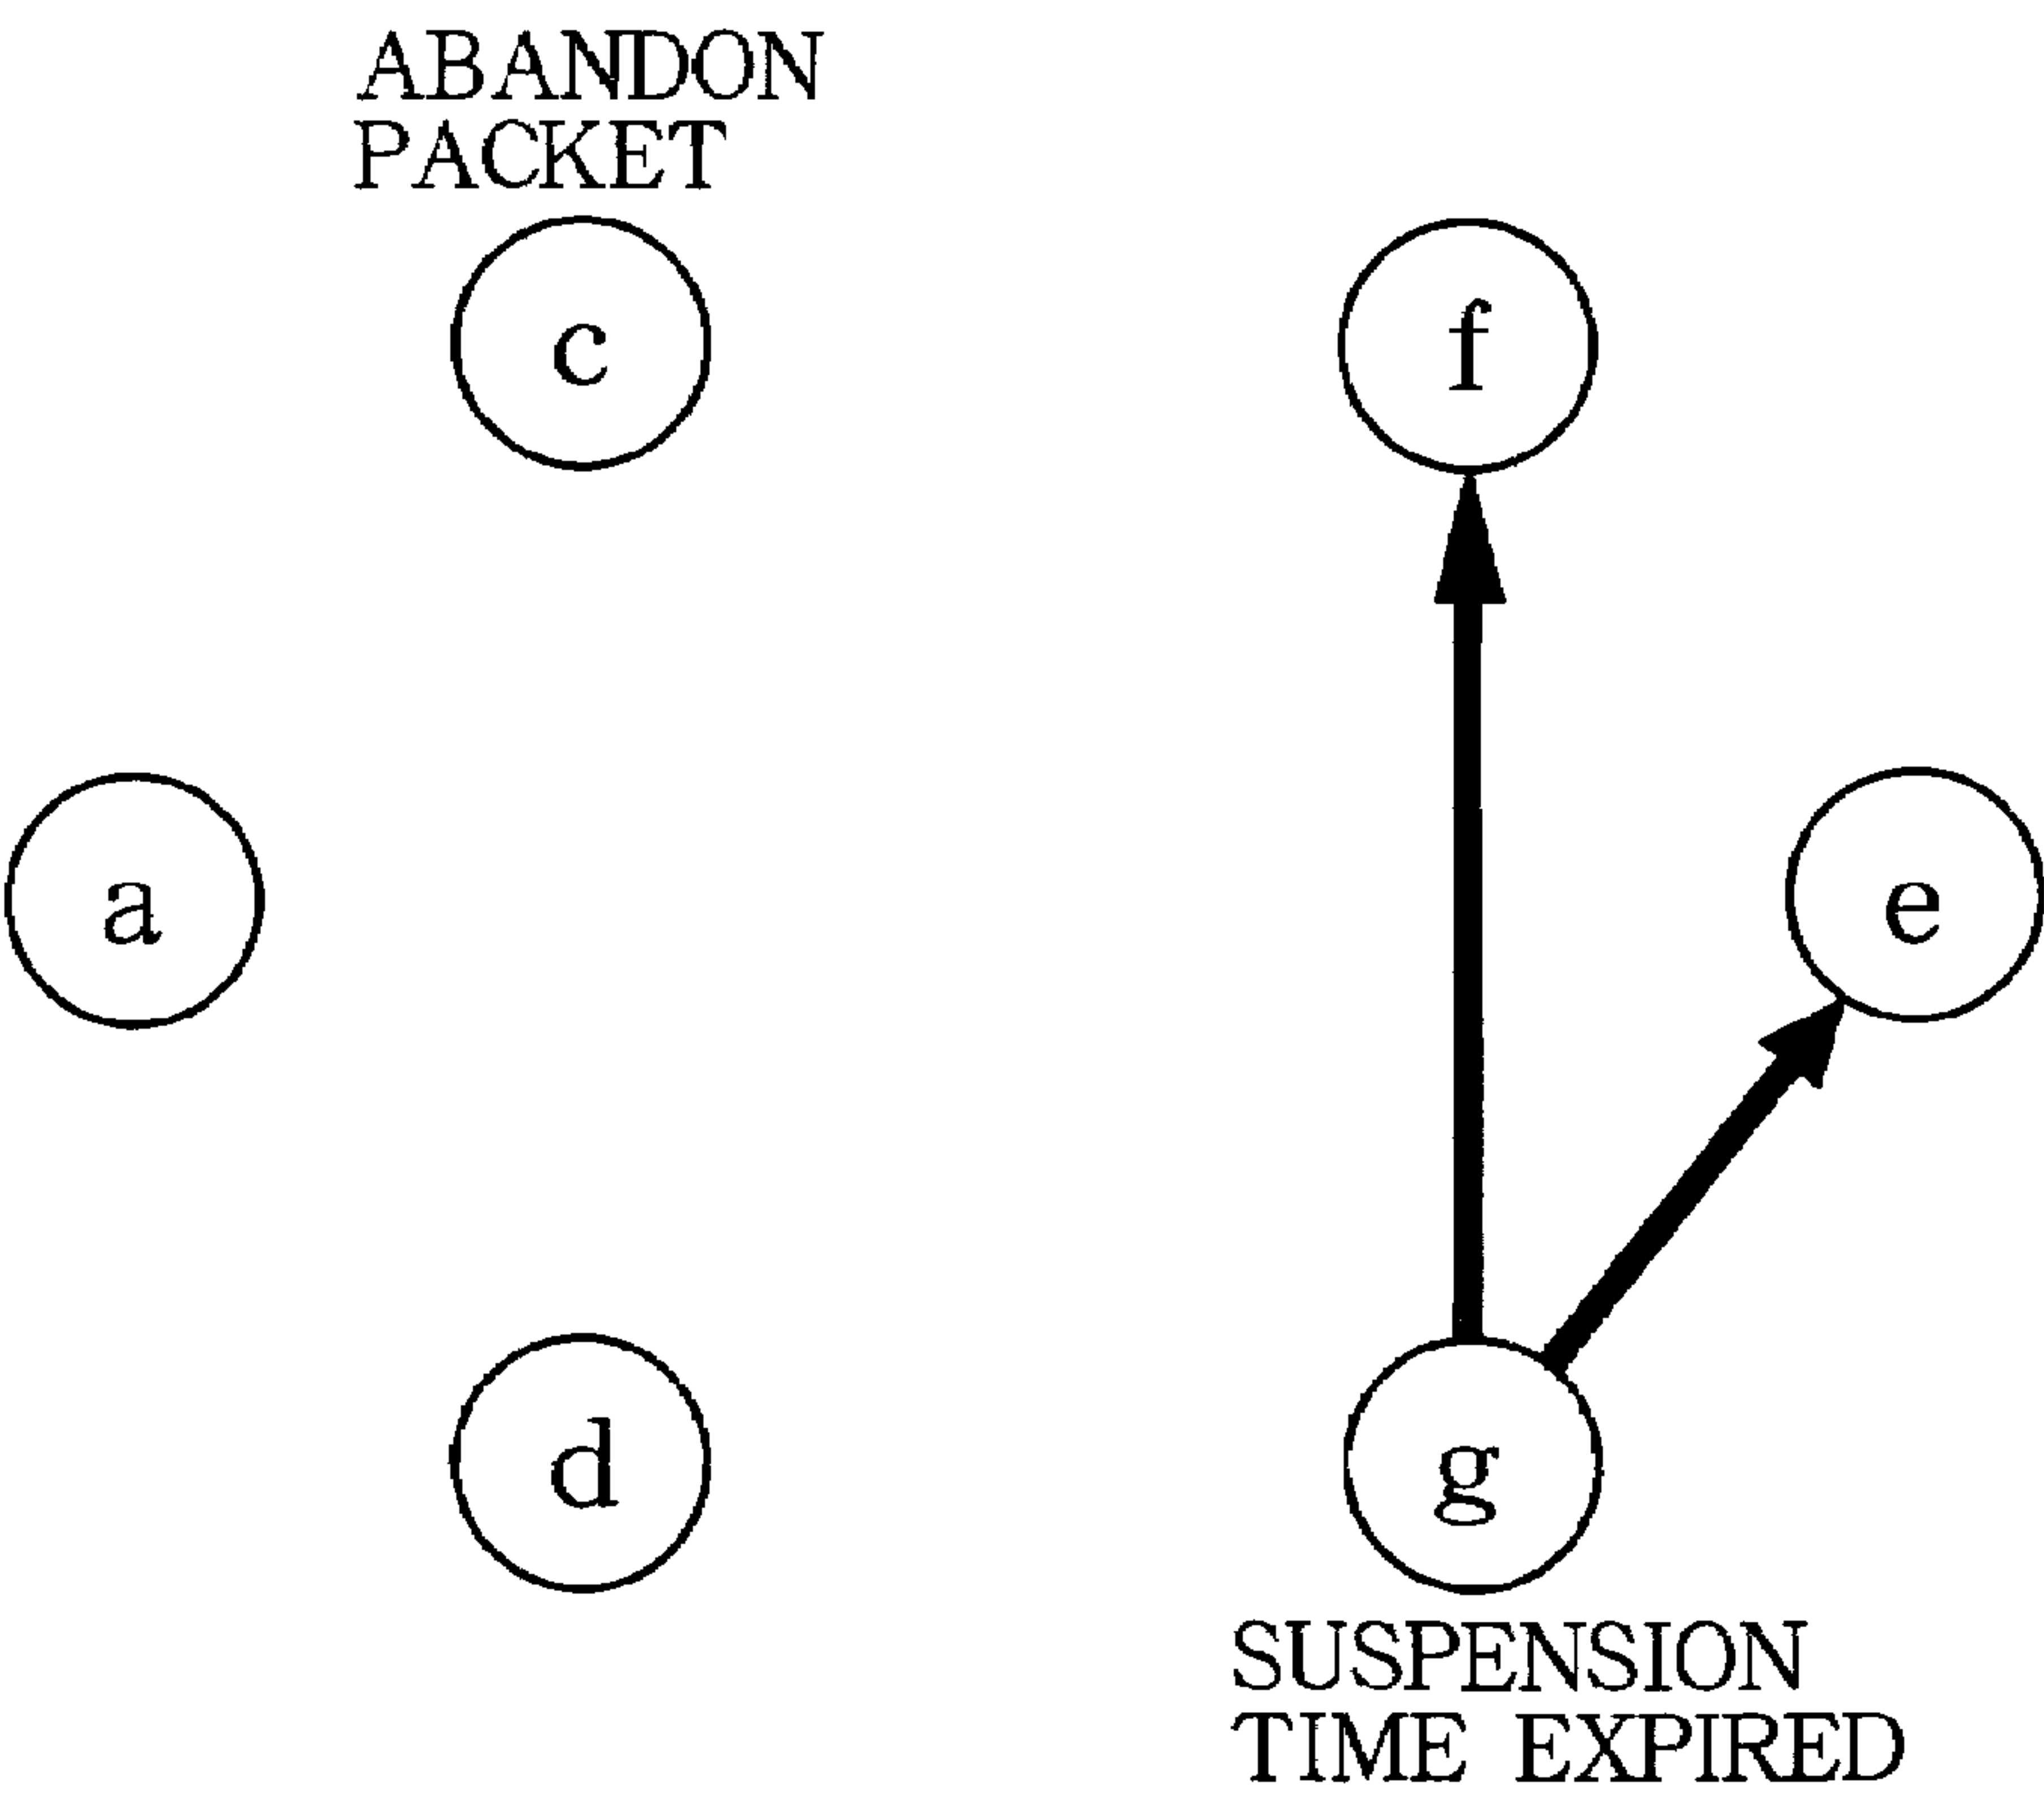 ABANDON
PACKET
c
f
a
e
d
g
SUSPENSION
TIME EXPIRED